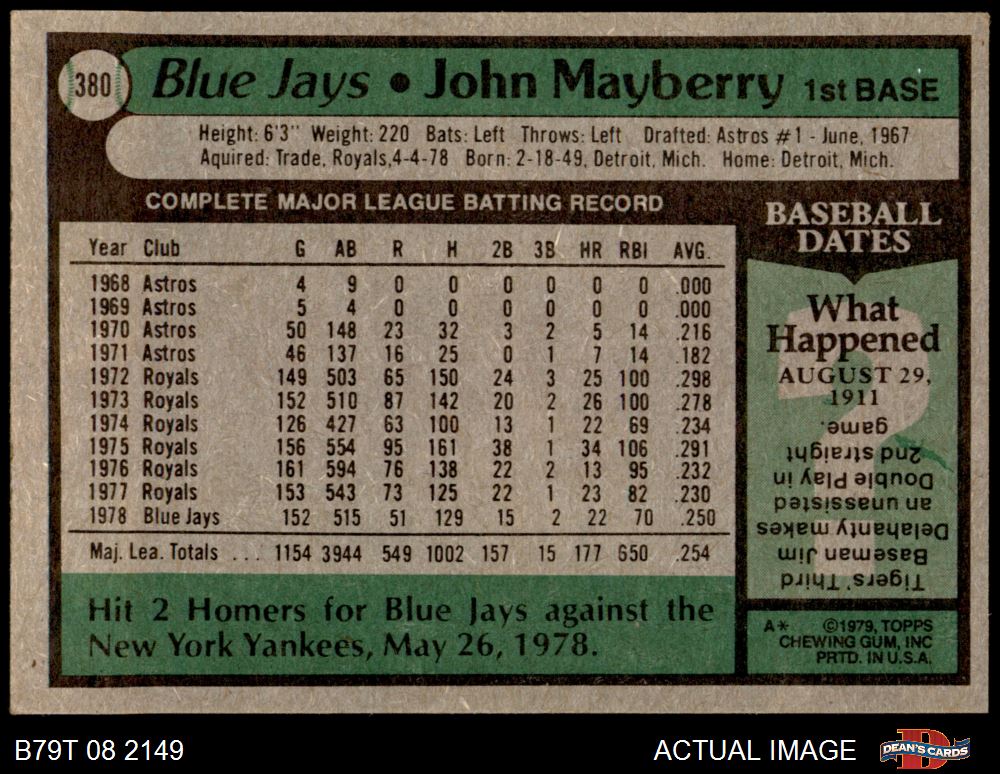 380 Blue Jays • John Mayberry 1st BASE
Height: 6'3" Weight: 220 Bats: Left Throws: Left Drafted: Astros #1 - June, 1967
Aquired: Trade, Royals,4-4-78 Born: 2-18-49, Detroit, Mich. Home: Detroit, Mich.
COMPLETE MAJOR LEAGUE BATTING RECORD
Year Club G AB R H 2B 3B HR RBI AVG.
1968 Astros 4 9 0 0 0 0 0 0 .000
1969 Astros 5 4 0 0 0 0 0 0 .000
1970 Astros 50 148 23 32 3 2 5 14 .216
1971 Astros 46 137 16 25 0 1 7 14 .182
1972 Royals 149 503 65 150 24 3 25 100 .298
1973 Royals 152 510 87 142 20 2 26 100 .278
1974 Royals 126 427 63 100 13 1 22 69 .234
1975 Royals 156 554 95 161 38 1 34 106 .291
1976 Royals 161 594 76 138 22 2 13 95 .232
1977 Royals 153 543 73 125 22 1 23 82 .230
1978 Blue Jays 152 515 51 129 15 2 22 70 .250
Maj. Lea. Totals ... 1154 3944 549 1002 157 15 177 650 .254
Hit 2 Homers for Blue Jays against the
New York Yankees, May 26, 1978.
BASEBALL
DATES
What
Happened
AUGUST 29,
1911
Tigers' Third
Baseman Jim
Delahanty makes
an unassisted
Double Play in
2nd straight
game.
A* ©1979, TOPPS
CHEWING GUM, INC
PRTD. IN U.S.A.
B79T 08 2149
ACTUAL IMAGE
DEAN'S CARDS